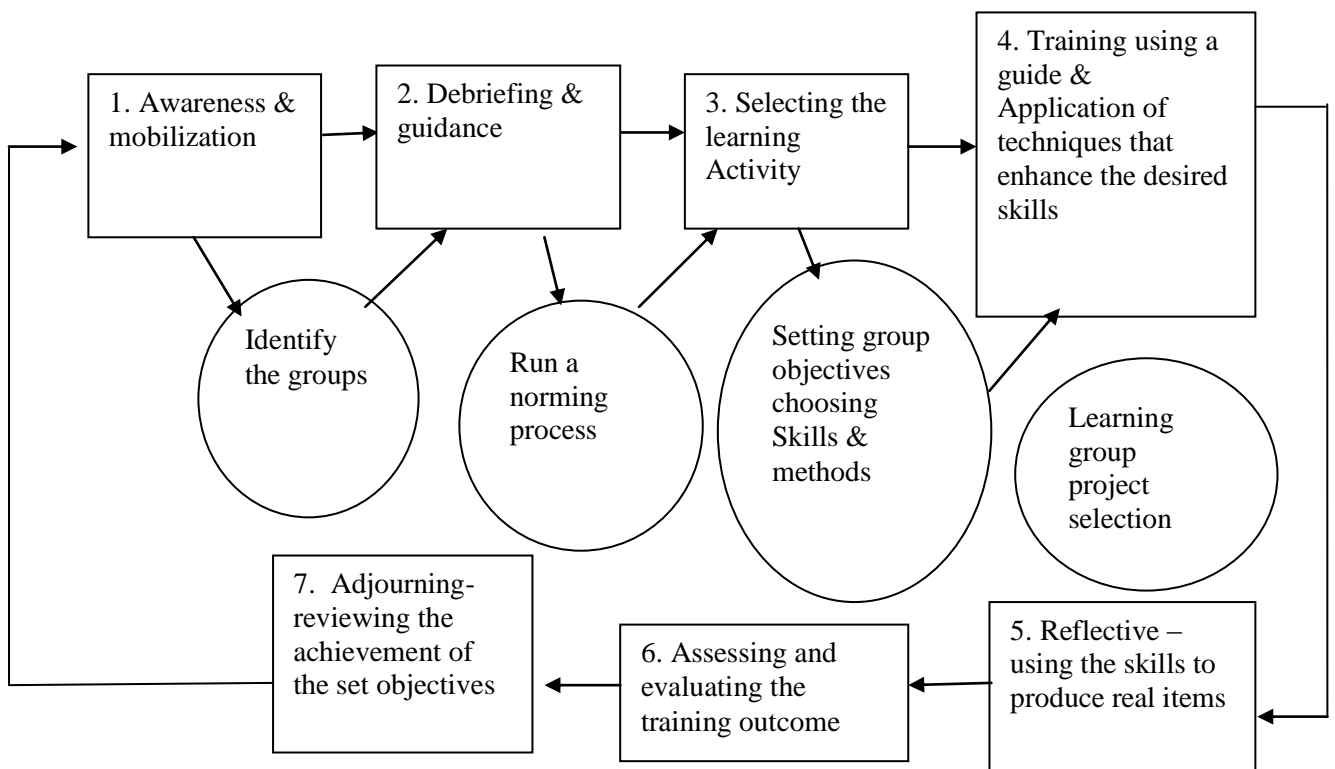 1. Awareness &
mobilization
2. Debriefing &
guidance
3. Selecting the
learning
Activity
4. Training using a
guide &
Application of
techniques that
enhance the desired
skills
Identify
the groups
Run a
norming
process
Setting group
objectives
choosing
Skills &
methods
Learning
group
project
selection
7.  Adjourning-
reviewing the
achievement of
the set objectives
6. Assessing and
evaluating the
training outcome
5. Reflective –
using the skills to
produce real items